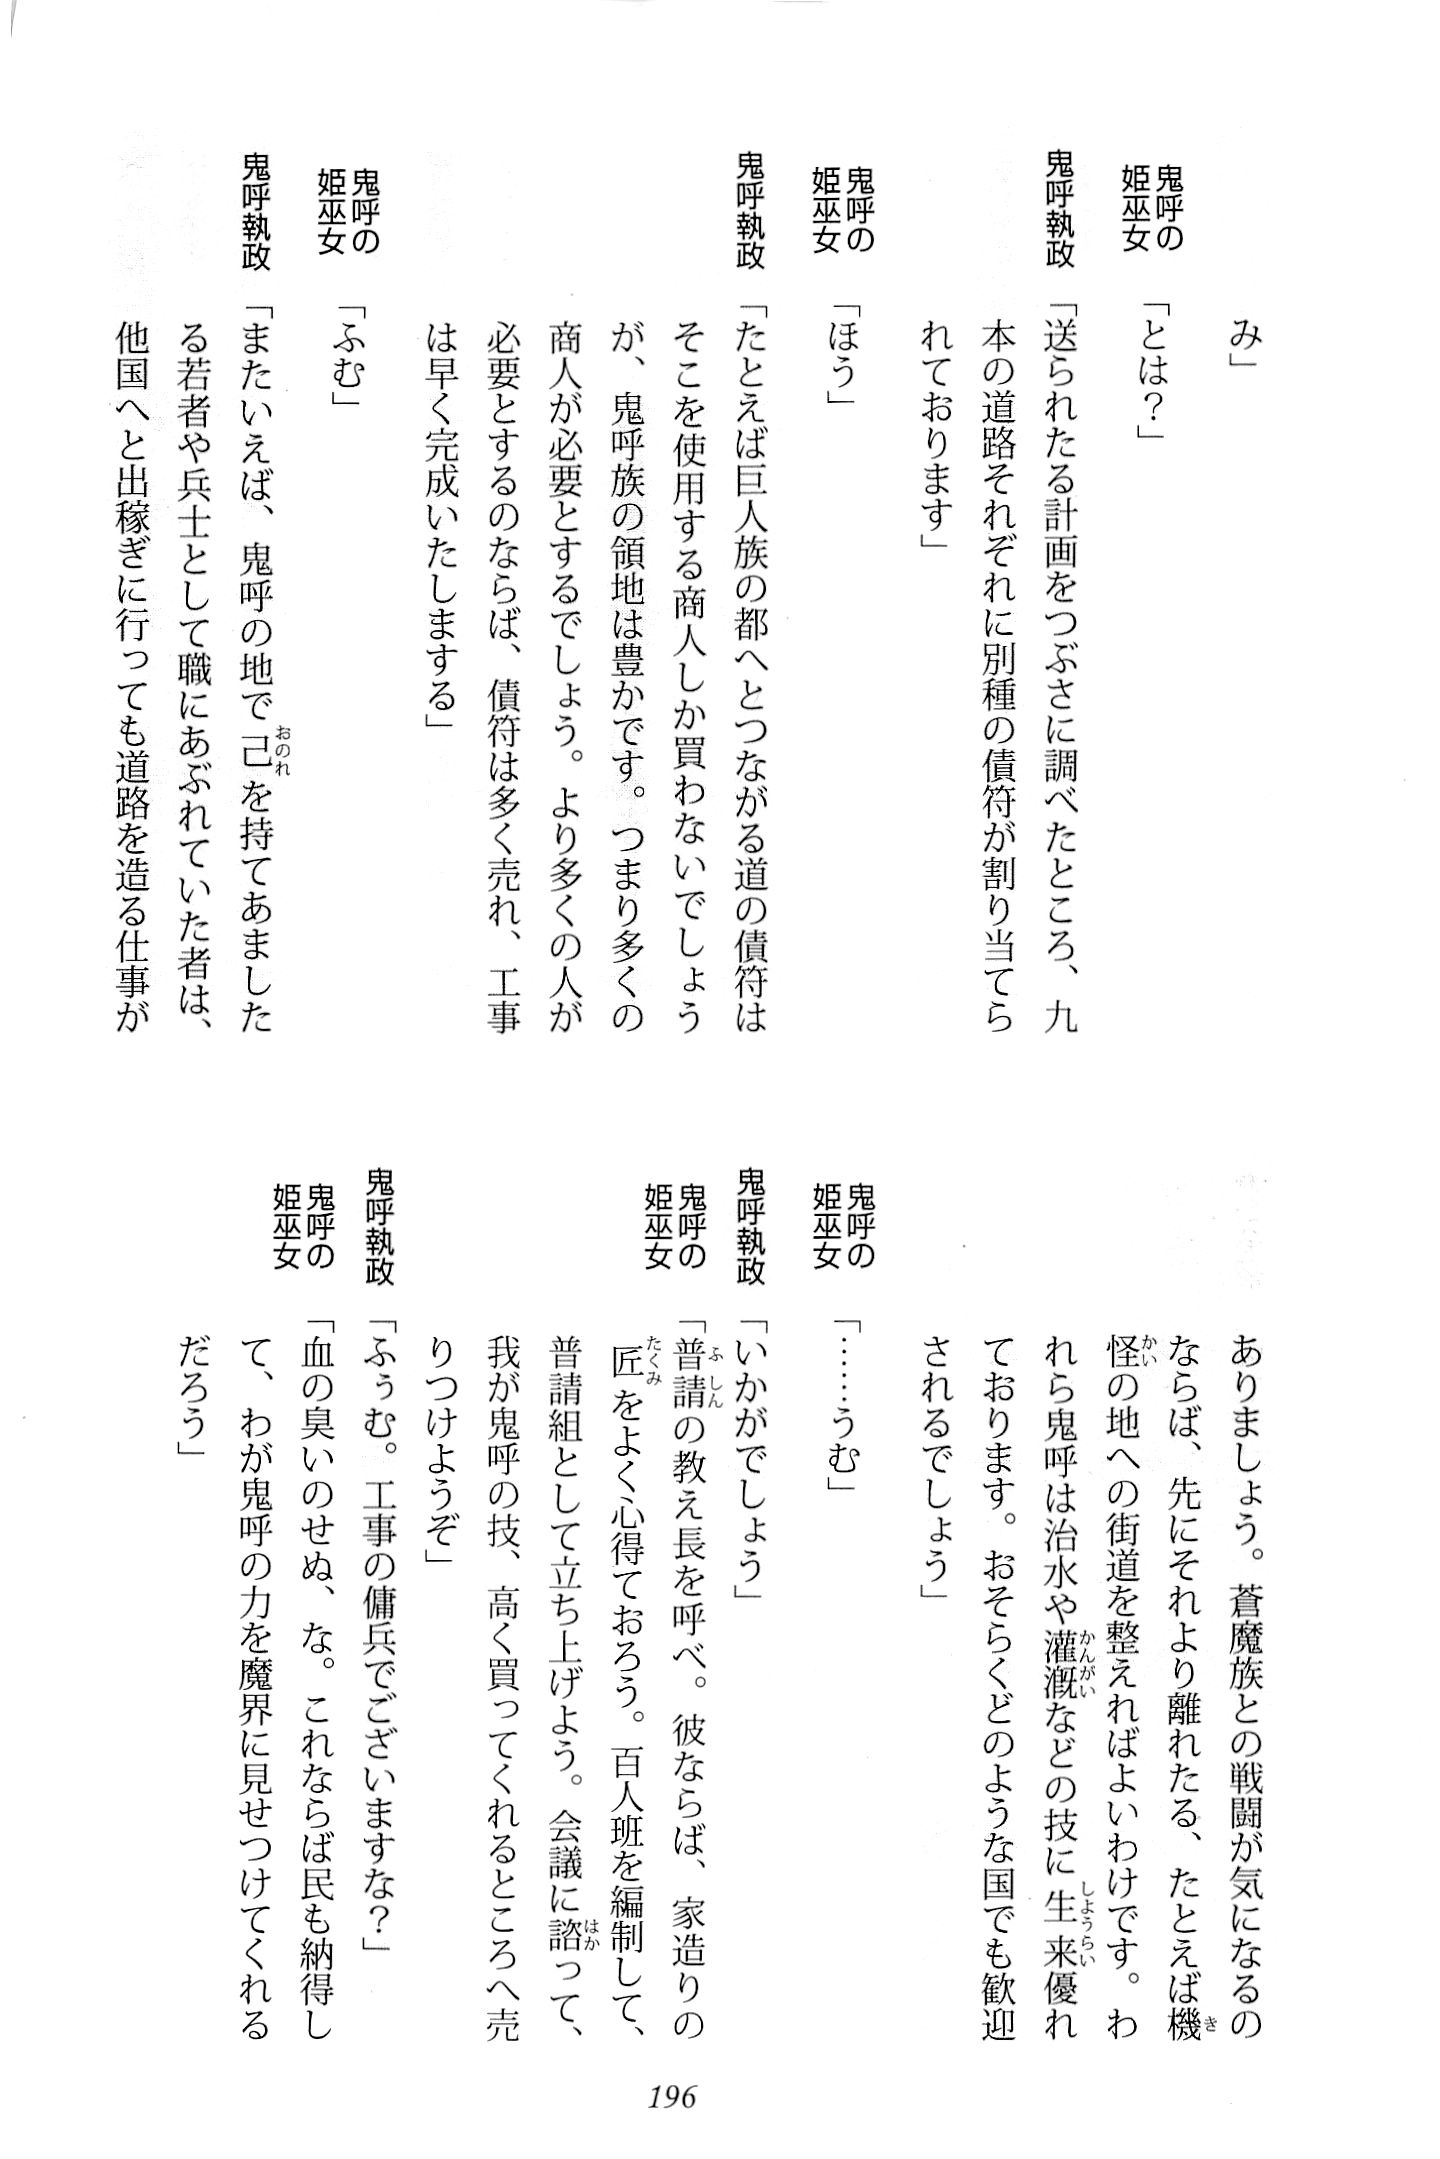 み」
鬼呼の
姫巫女
「とは？」
鬼呼執政
「送られたる計画をつぶさに調べたところ、九
本の道路それぞれに別種の債符が割り当てら
れております」
鬼呼の
姫巫女
「ほう」
鬼呼執政
「たとえば巨人族の都へとつながる道の債符は
そこを使用する商人しか買わないでしょう
が、鬼呼族の領地は豊かです。つまり多くの
商人が必要とするでしょう。より多くの人が
必要とするのならば、債符は多く売れ、工事
は早く完成いたしまする」
鬼呼の
姫巫女
「ふむ」
鬼呼執政
「またいえば、鬼呼の地で己を持てあました
おのれ
る若者や兵士として職にあぶれていた者は、
他国へと出稼ぎに行っても道路を造る仕事が
ありましょう。蒼魔族との戦闘が気になるの
ならば、先にそれより離れたる、たとえば機
き
怪の地への街道を整えればよいわけです。わ
かい
れら鬼呼は治水や灌漑などの技に生来優れ
かんがい
しょうらい
ております。おそらくどのような国でも歓迎
されるでしょう」
鬼呼の
姫巫女
「……うむ」
鬼呼執政
「いかがでしょう」
鬼呼の
姫巫女
「普請の教え長を呼べ。彼ならば、家造りの
ふしん
匠をよく心得ておろう。百人班を編制して、
たくみ
普請組として立ち上げよう。会議に諮って、
はか
我が鬼呼の技、高く買ってくれるところへ売
りつけようぞ」
鬼呼執政
「ふぅむ。工事の傭兵でございますな？」
鬼呼の
姫巫女
「血の臭いのせぬ、な。これならば民も納得し
て、わが鬼呼の力を魔界に見せつけてくれる
だろう」
196